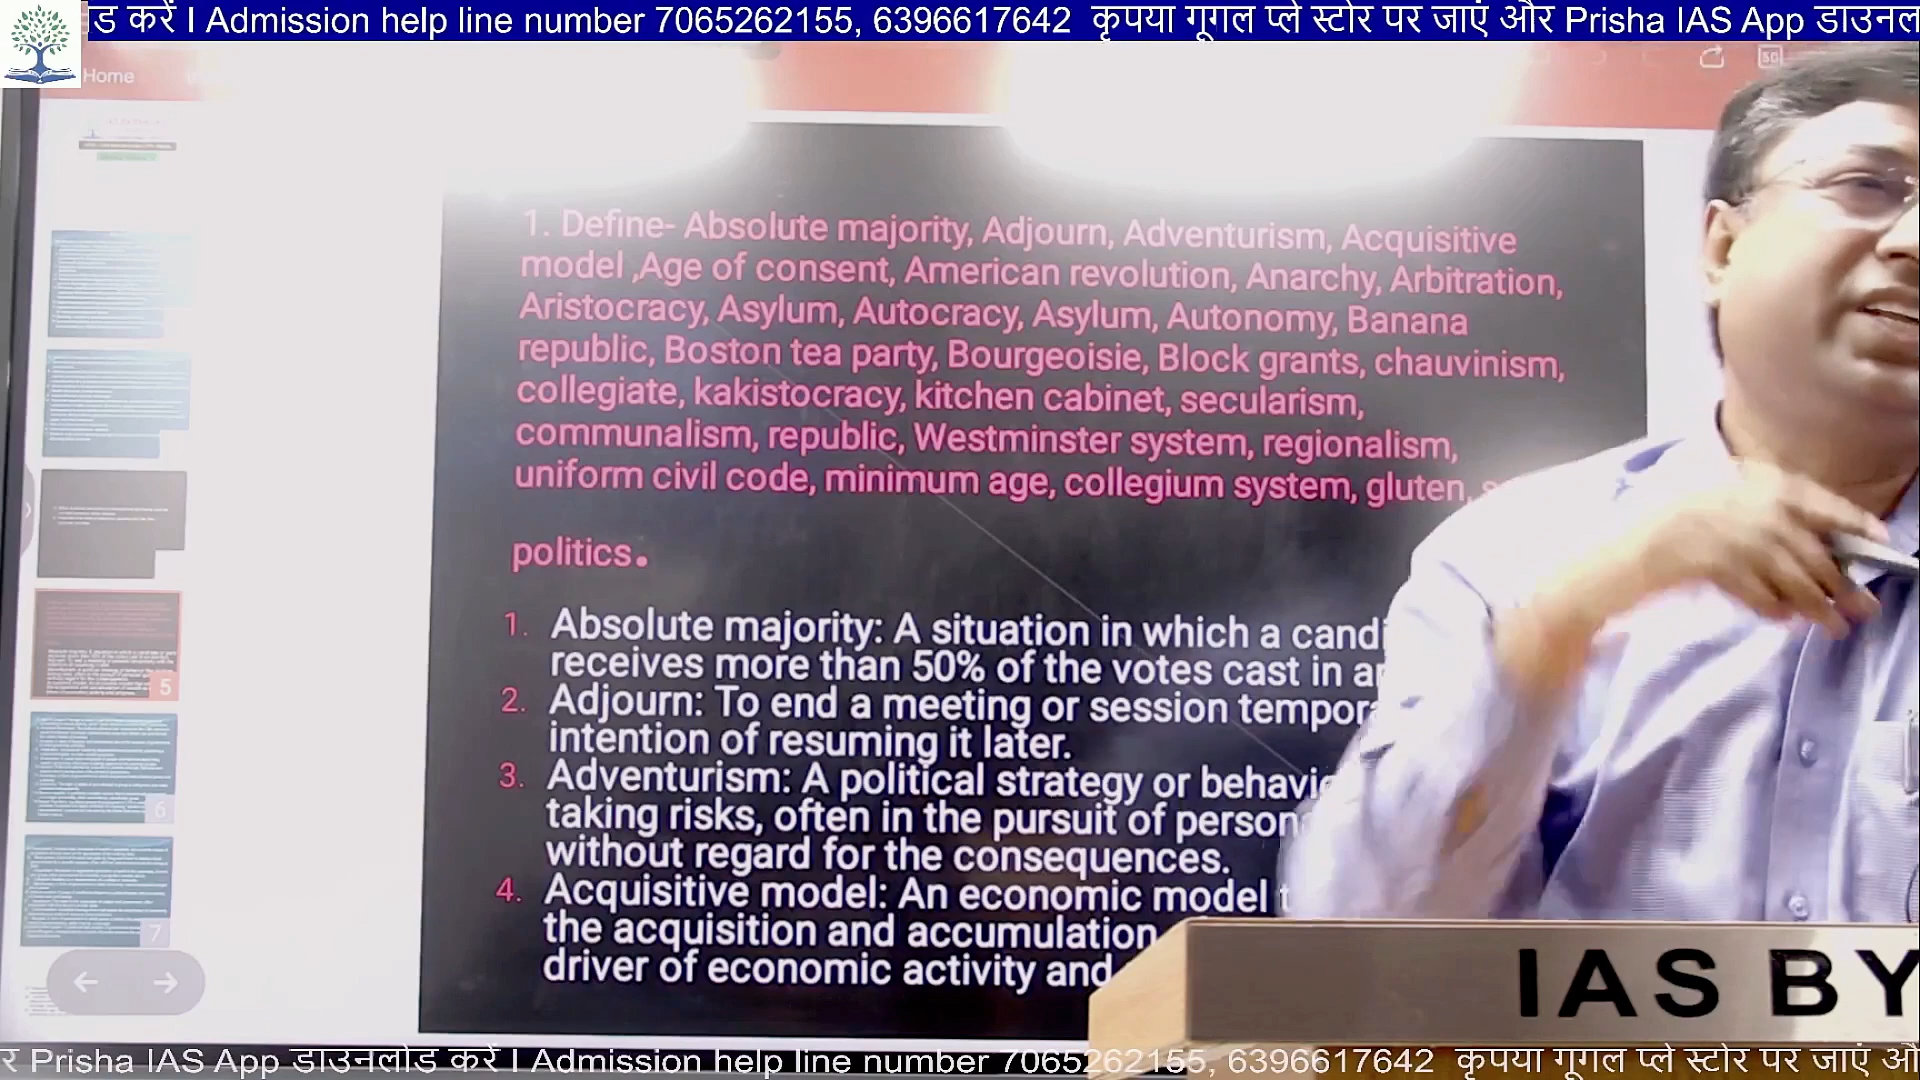 ड करें I Admission help line number 7065262155, 6396617642 कृपया गूगल प्ले स्टोर पर जाएं और Prisha IAS App डाउनल
Home
50
1. Define- Absolute majority, Adjourn, Adventurism, Acquisitive
model ,Age of consent, American revolution, Anarchy, Arbitration,
Aristocracy, Asylum, Autocracy, Asylum, Autonomy, Banana
republic, Boston tea party, Bourgeoisie, Block grants, chauvinism,
collegiate, kakistocracy, kitchen cabinet, secularism,
communalism, republic, Westminster system, regionalism,
uniform civil code, minimum age, collegium system, gluten,
politics.
1. Absolute majority: A situation in which a candi
receives more than 50% of the votes cast in a
2. Adjourn: To end a meeting or session tempor
intention of resuming it later.
3. Adventurism: A political strategy or behavi
taking risks, often in the pursuit of person
without regard for the consequences.
4. Acquisitive model: An economic model t
the acquisition and accumulation
driver of economic activity and
5
6
7
IAS BY
र Prisha IAS App डाउनलोड करें I Admission help line number 7065262155, 6396617642 कृपया गूगल प्ले स्टोर पर जाएं औ